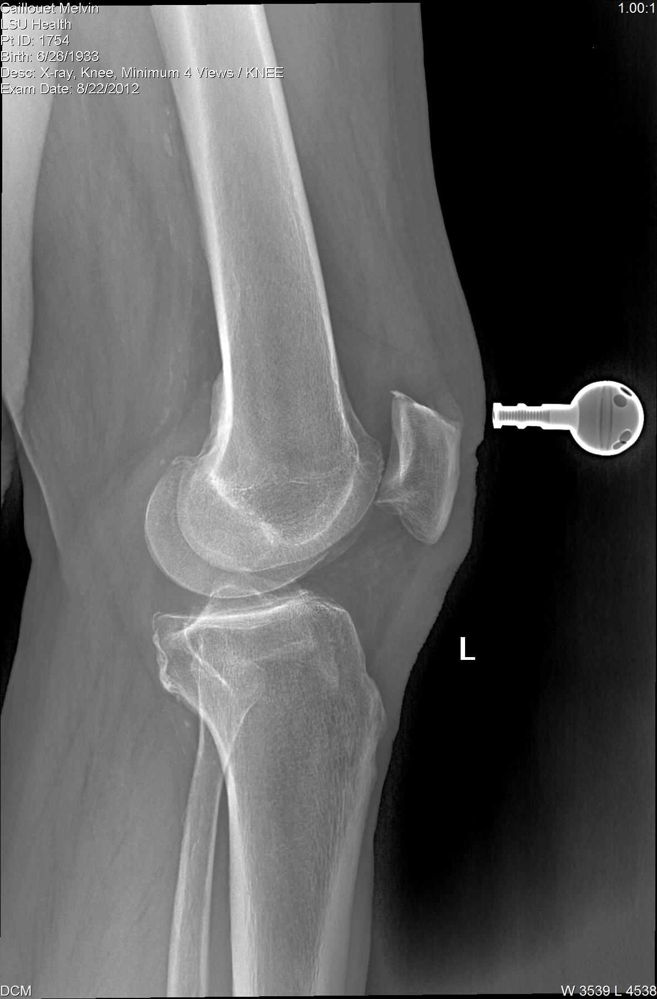 Caillouet Melvin
1.00:1
LSU Health
Pt ID: 1754
Birth: 6/26/1933
Desc: X-ray, Knee, Minimum 4 Views / KNEE
Exam Date: 8/22/2012
L
DCM
W 3539 L 4538